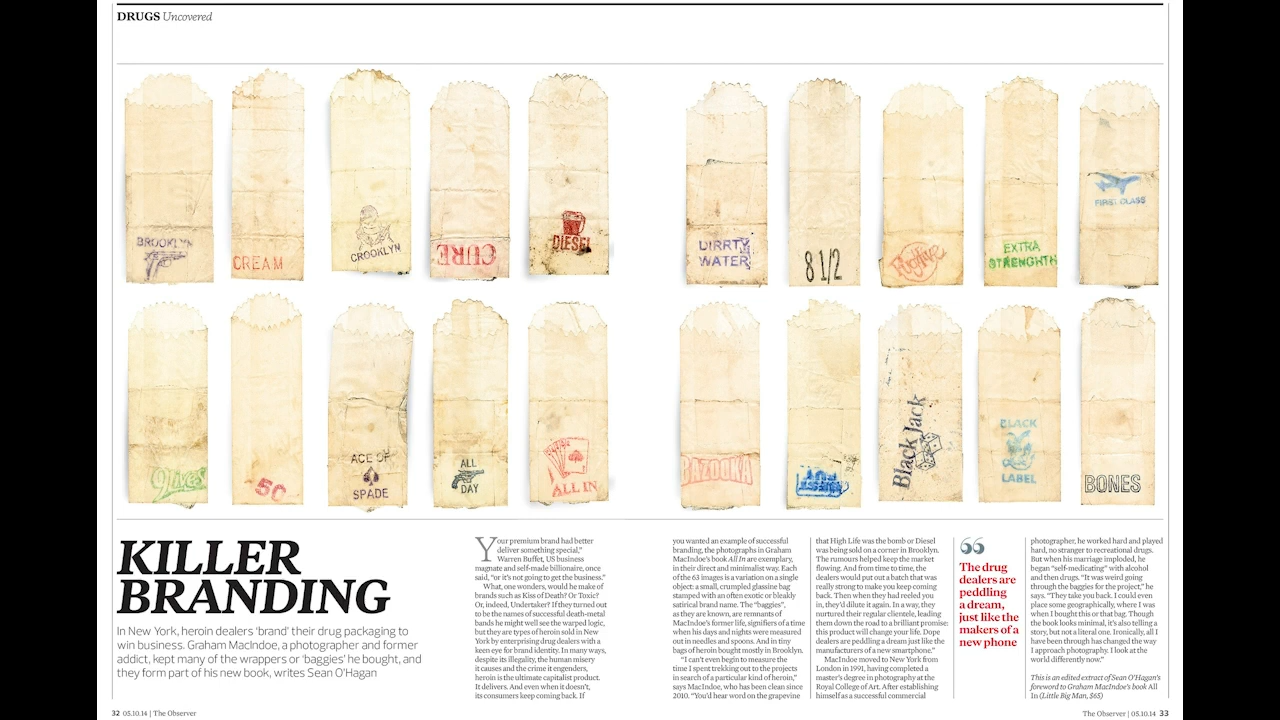 DRUGS Uncovered
BROOKLYN
CREAM
CROOKLYN
CURE
DIESEL
DIRRTY
WATER
8 1/2
Fugitive
EXTRA
STRENGHTH
FIRST CLASS
9 Lives
50
ACE OF
SPADE
ALL
DAY
ALL IN
BAZOOKA
Black Jack
BLACK
LABEL
BONES
KILLER
BRANDING
In New York, heroin dealers ‘brand’ their drug packaging to
win business. Graham MacIndoe, a photographer and former
addict, kept many of the wrappers or ‘baggies’ he bought, and
they form part of his new book, writes Sean O’Hagan
Your premium brand had better
deliver something special,”
Warren Buffet, US business
magnate and self-made billionaire, once
said, “or it’s not going to get the business.”
What, one wonders, would he make of
brands such as Kiss of Death? Or Toxic?
Or, indeed, Undertaker? If they turned out
to be the names of successful death-metal
bands he might well see the warped logic,
but they are types of heroin sold in New
York by enterprising drug dealers with a
keen eye for brand identity. In many ways,
despite its illegality, the human misery
it causes and the crime it engenders,
heroin is the ultimate capitalist product.
It delivers. And even when it doesn’t,
its consumers keep coming back. If
you wanted an example of successful
branding, the photographs in Graham
MacIndoe’s book All In are exemplary,
in their direct and minimalist way. Each
of the 63 images is a variation on a single
object: a small, crumpled glassine bag
stamped with an often exotic or bleakly
satirical brand name. The “baggies”,
as they are known, are remnants of
MacIndoe’s former life, signifiers of a time
when his days and nights were measured
out in needles and spoons. And in tiny
bags of heroin bought mostly in Brooklyn.
“I can’t even begin to measure the
time I spent trekking out to the projects
in search of a particular kind of heroin,”
says MacIndoe, who has been clean since
2010. “You’d hear word on the grapevine
that High Life was the bomb or Diesel
was being sold on a corner in Brooklyn.
The rumours helped keep the market
flowing. And from time to time, the
dealers would put out a batch that was
really strong to make you keep coming
back. Then when they had reeled you
in, they’d dilute it again. In a way, they
nurtured their regular clients, leading
them down the road to a brilliant promise:
this product will change your life. Dope
dealers are peddling a dream just like the
manufacturers of a new smartphone.”
MacIndoe moved to New York from
London in 1991, having completed a
master’s degree in photography at the
Royal College of Art. After establishing
himself as a successful commercial
“
The drug
dealers are
peddling
a dream,
just like the
makers of a
new phone
photographer, he worked hard and played
hard, no stranger to recreational drugs.
But when his marriage imploded, he
began “self-medicating” with alcohol
and then drugs. “It was weird going
through the baggies for the project,” he
says. “They take you back. I could even
place some geographically, where I was
when I bought this or that bag. Though
the book looks minimal, it’s also telling a
story, but not a literal one. Ironically, all I
have been through has changed the way
I approach photography. I look at the
world differently now.”
This is an edited extract of Sean O’Hagan’s
foreword to Graham MacIndoe’s book All
In (Little Big Man, $65)
32 05.10.14 | The Observer
The Observer | 05.10.14 33